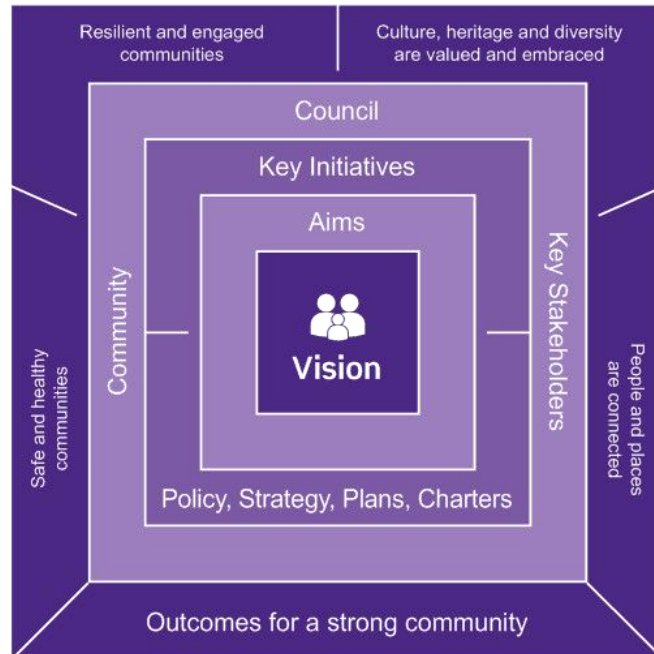 Resilient and engaged
communities
Culture, heritage and diversity
are valued and embraced
Council
Key Initiatives
Aims
Vision
Community
Key Stakeholders
Safe and healthy
communities
People and places
are connected
Policy, Strategy, Plans, Charters
Outcomes for a strong community